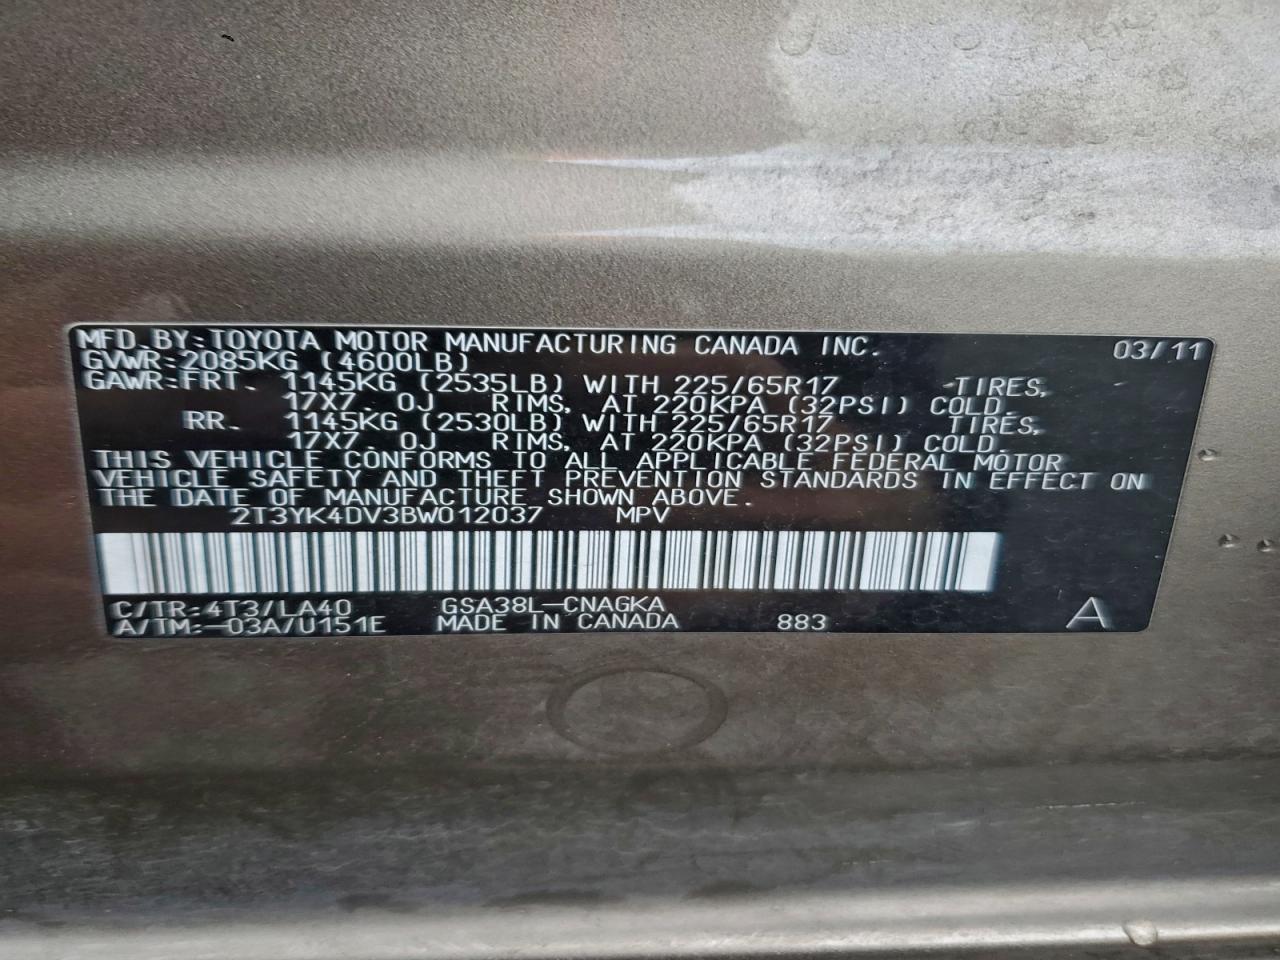 MFD.BY:TOYOTA MOTOR MANUFACTURING CANADA INC. 03/11
GVWR:2085KG (4600LB)
GAWR:FRT. 1145KG (2535LB) WITH 225/65R17 TIRES,
17X7.0J RIMS, AT 220KPA (32PSI) COLD.
RR. 1145KG (2530LB) WITH 225/65R17 TIRES,
17X7.0J RIMS, AT 220KPA (32PSI) COLD.
THIS VEHICLE CONFORMS TO ALL APPLICABLE FEDERAL MOTOR
VEHICLE SAFETY AND THEFT PREVENTION STANDARDS IN EFFECT ON
THE DATE OF MANUFACTURE SHOWN ABOVE.
2T3YK4DV3BW012037 MPV
C/TR:4T3/LA40 GSA38L-CNAGKA
A/TM:-03A/U151E MADE IN CANADA 883 A